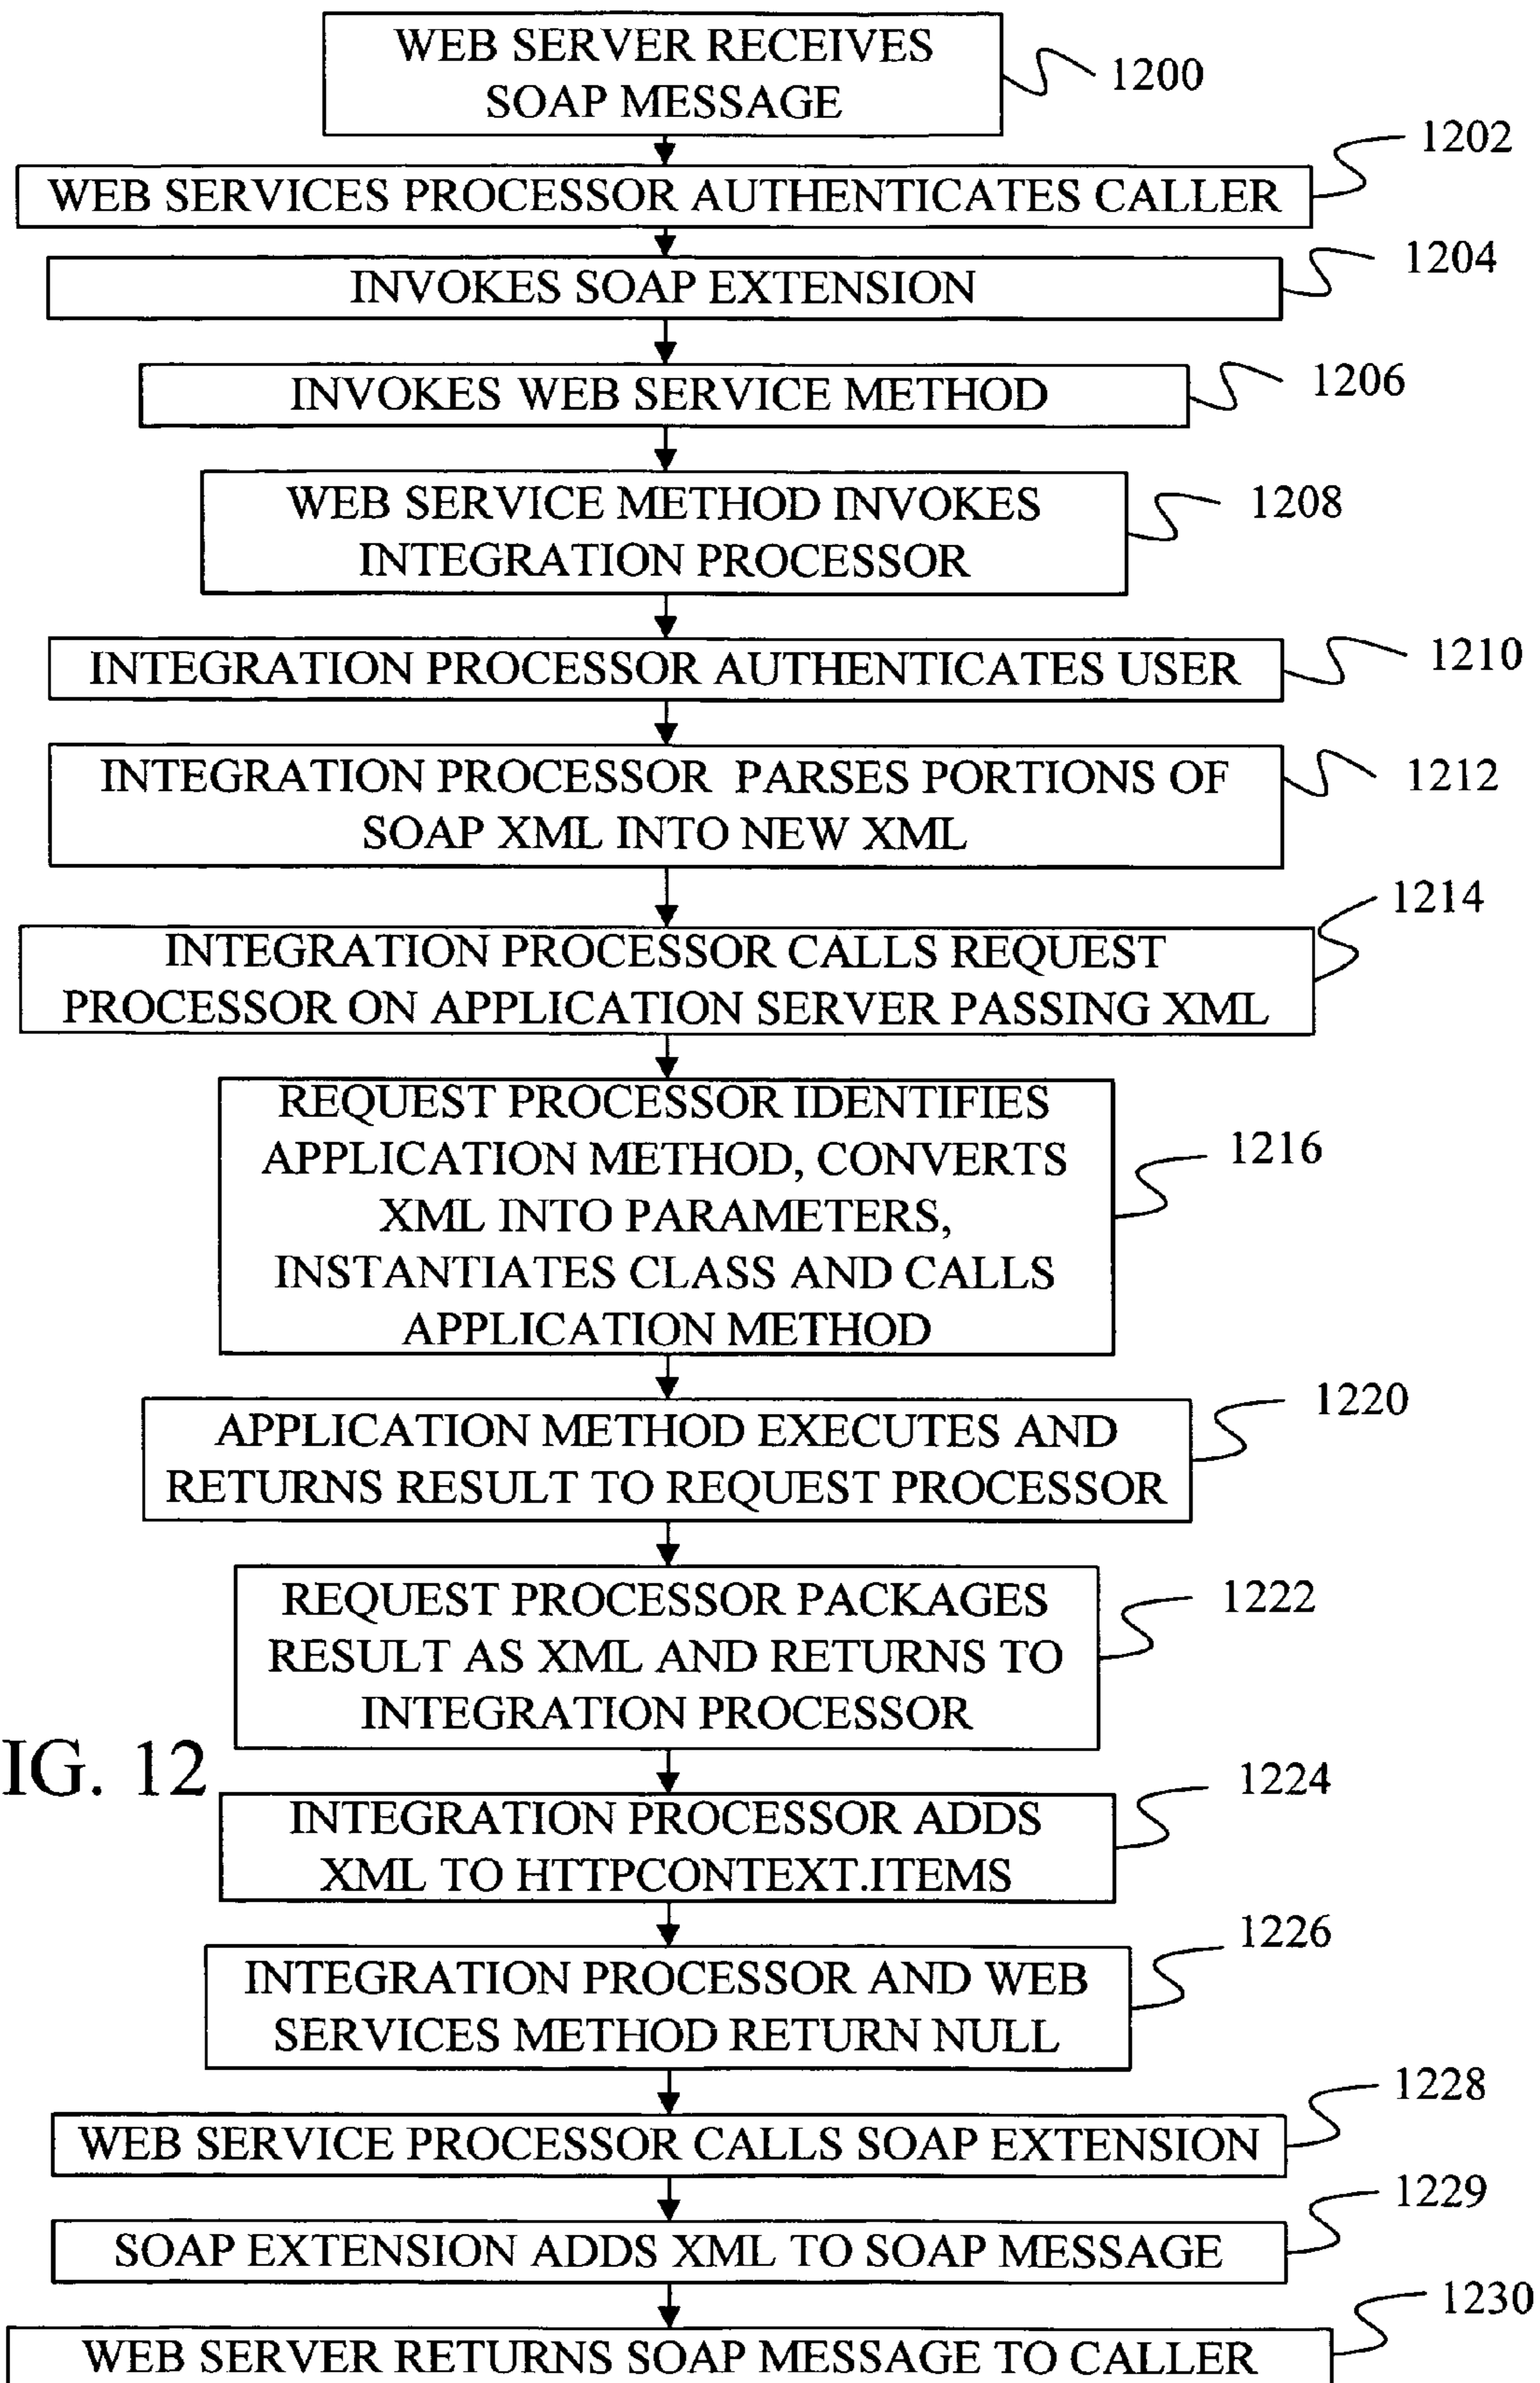 WEB SERVER RECEIVES
SOAP MESSAGE
1200
WEB SERVICES PROCESSOR AUTHENTICATES CALLER
1202
INVOKES SOAP EXTENSION
1204
INVOKES WEB SERVICE METHOD
1206
WEB SERVICE METHOD INVOKES
INTEGRATION PROCESSOR
1208
INTEGRATION PROCESSOR AUTHENTICATES USER
1210
INTEGRATION PROCESSOR PARSES PORTIONS OF
SOAP XML INTO NEW XML
1212
INTEGRATION PROCESSOR CALLS REQUEST
PROCESSOR ON APPLICATION SERVER PASSING XML
1214
REQUEST PROCESSOR IDENTIFIES
APPLICATION METHOD, CONVERTS
XML INTO PARAMETERS,
INSTANTIATES CLASS AND CALLS
APPLICATION METHOD
1216
APPLICATION METHOD EXECUTES AND
RETURNS RESULT TO REQUEST PROCESSOR
1220
REQUEST PROCESSOR PACKAGES
RESULT AS XML AND RETURNS TO
INTEGRATION PROCESSOR
1222
IG. 12
INTEGRATION PROCESSOR ADDS
XML TO HTTPCONTEXT.ITEMS
1224
INTEGRATION PROCESSOR AND WEB
SERVICES METHOD RETURN NULL
1226
WEB SERVICE PROCESSOR CALLS SOAP EXTENSION
1228
SOAP EXTENSION ADDS XML TO SOAP MESSAGE
1229
WEB SERVER RETURNS SOAP MESSAGE TO CALLER
1230